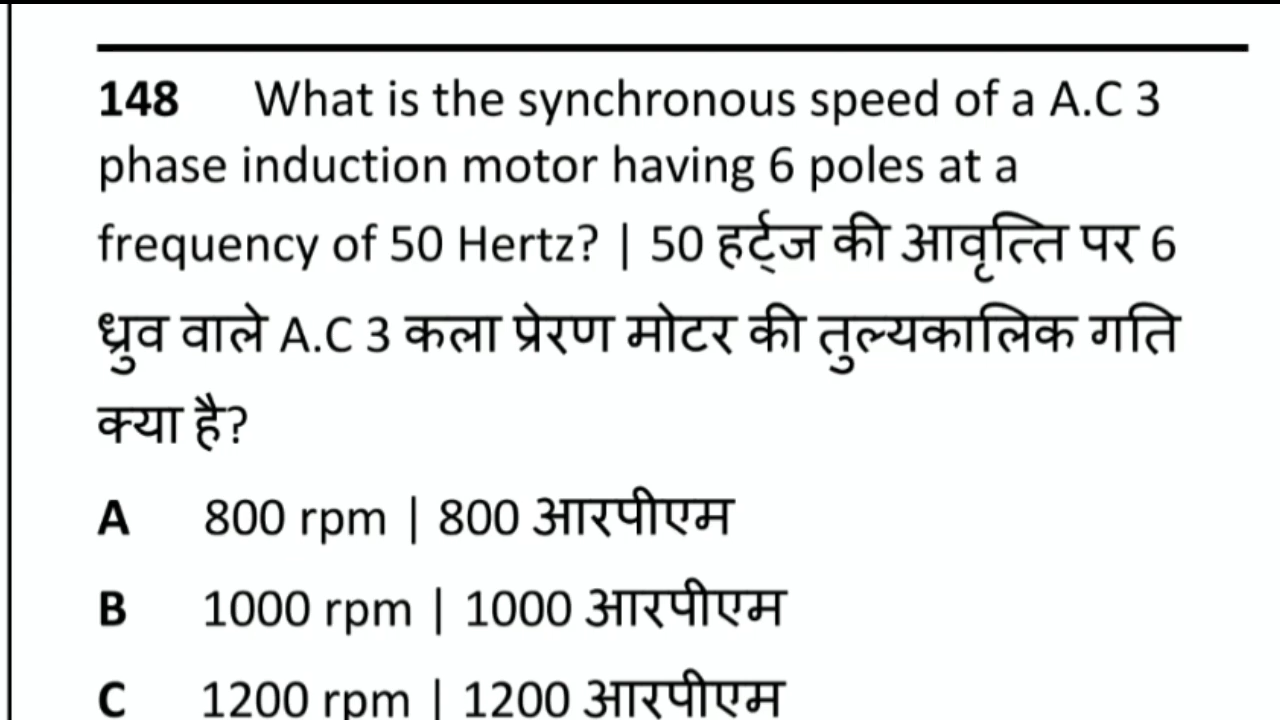 148 What is the synchronous speed of a A.C 3
phase induction motor having 6 poles at a
frequency of 50 Hertz? | 50 हर्ट्ज की आवृत्ति पर 6
ध्रुव वाले A.C 3 कला प्रेरण मोटर की तुल्यकालिक गति
क्या है?
A 800 rpm | 800 आरपीएम
B 1000 rpm | 1000 आरपीएम
C 1200 rpm | 1200 आरपीएम